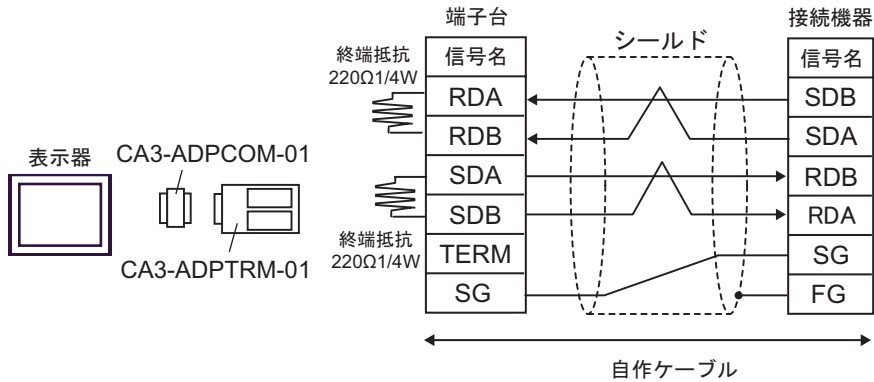 端子台
接続機器
シールド
終端抵抗
220Ω1/4W
信号名
信号名
RDA
SDB
RDB
SDA
表示器
CA3-ADPCOM-01
SDA
RDB
SDB
RDA
終端抵抗
220Ω1/4W
TERM
SG
CA3-ADPTRM-01
SG
FG
自作ケーブル